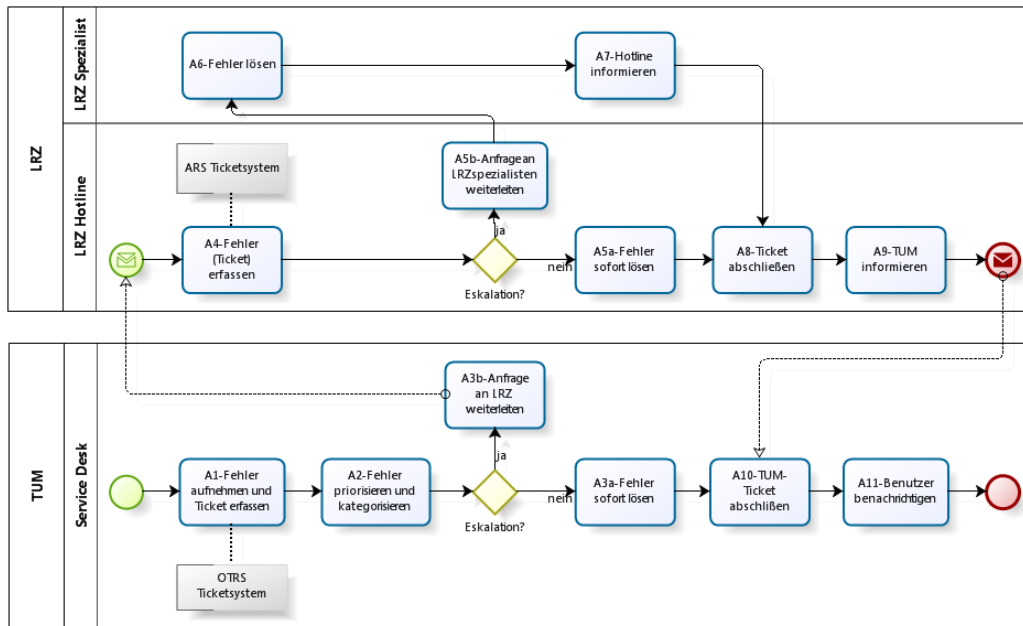 LRZ
LRZ Spezialist
A6-Fehler lösen
A7-Hotline
informieren
LRZ Hotline
ARS Ticketsystem
A5b-Anfragean
LRZspezialisten
weiterleiten
ja
A4-Fehler
(Ticket)
erfassen
Eskalation?
nein
A5a-Fehler
sofort lösen
A8-Ticket
abschließen
A9-TUM
informieren
TUM
Service Desk
A3b-Anfrage
an LRZ
weiterleiten
ja
A1-Fehler
aufnehmen und
Ticket erfassen
A2-Fehler
priorisieren und
kategorisieren
Eskalation?
nein
A3a-Fehler
sofort lösen
A10-TUM-
Ticket
abschlißen
A11-Benutzer
benachrichtigen
OTRS
Ticketsystem